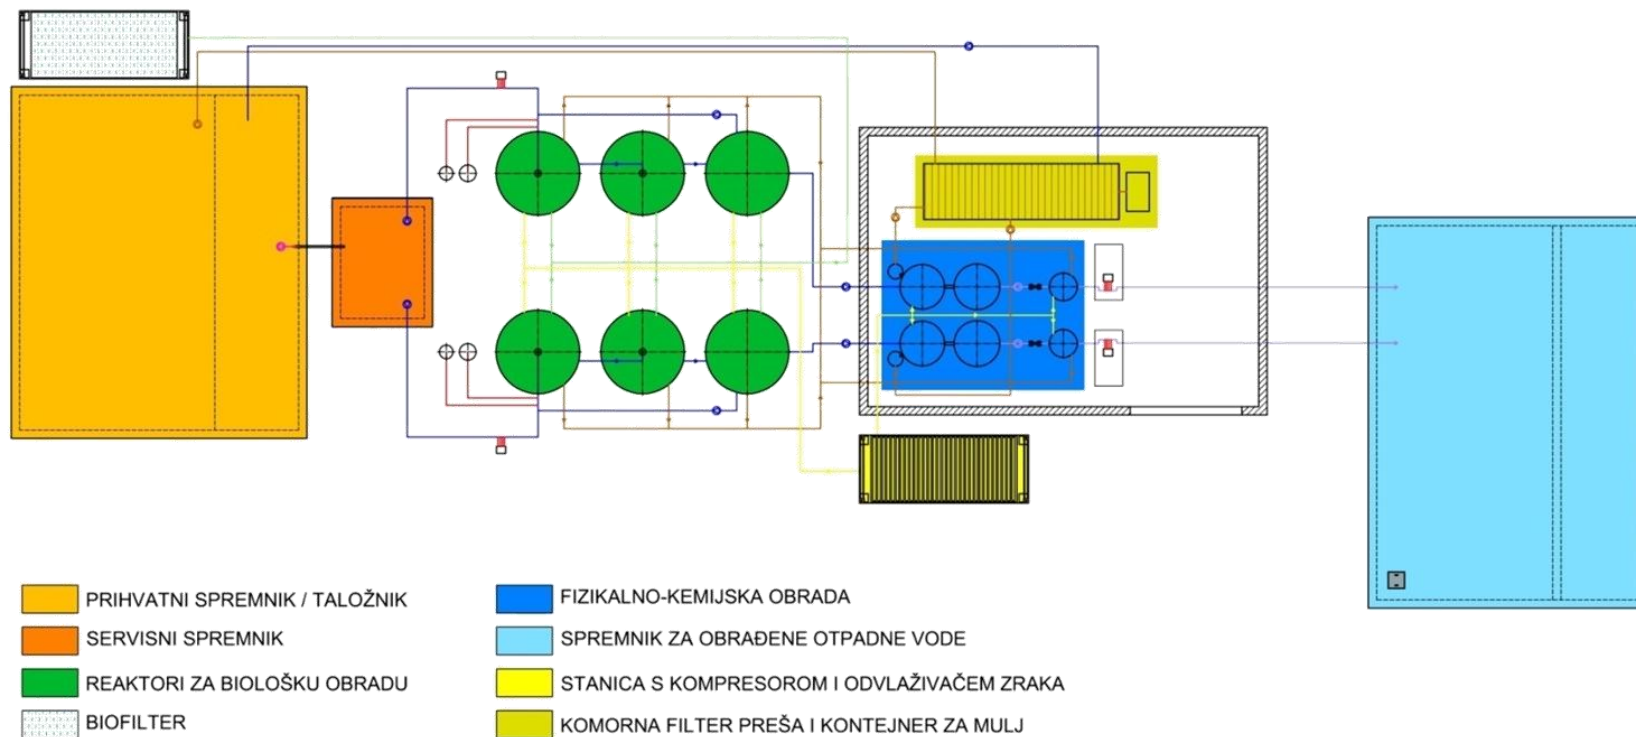 PRIHVATNI SPREMNIK / TALOŽNIK
SERVISNI SPREMNIK
REAKTORI ZA BIOLOŠKU OBRADU
BIOFILTER
FIZIKALNO-KEMIJSKA OBRADA
SPREMNIK ZA OBRAĐENE OTPADNE VODE
STANICA S KOMPRESOROM I ODVLAŽIVAČEM ZRAKA
KOMORNA FILTER PREŠA I KONTEJNER ZA MULJ